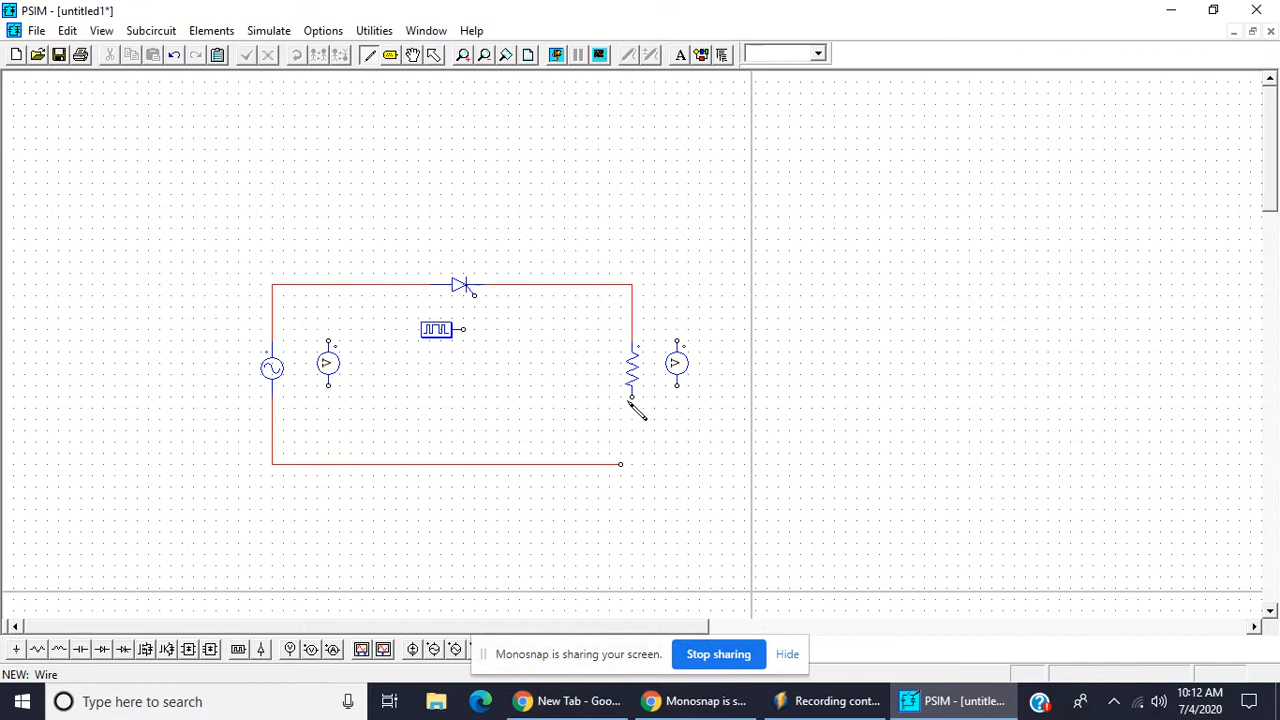 PSIM - [untitled1*]
File Edit View Subcircuit Elements Simulate Options Utilities Window Help
A
V
V
Monosnap is sharing your screen. Stop sharing Hide
NEW: Wire
Type here to search
New Tab - Goo...
Monosnap is s...
Recording cont...
PSIM - [untitle...
10:12 AM
7/4/2020